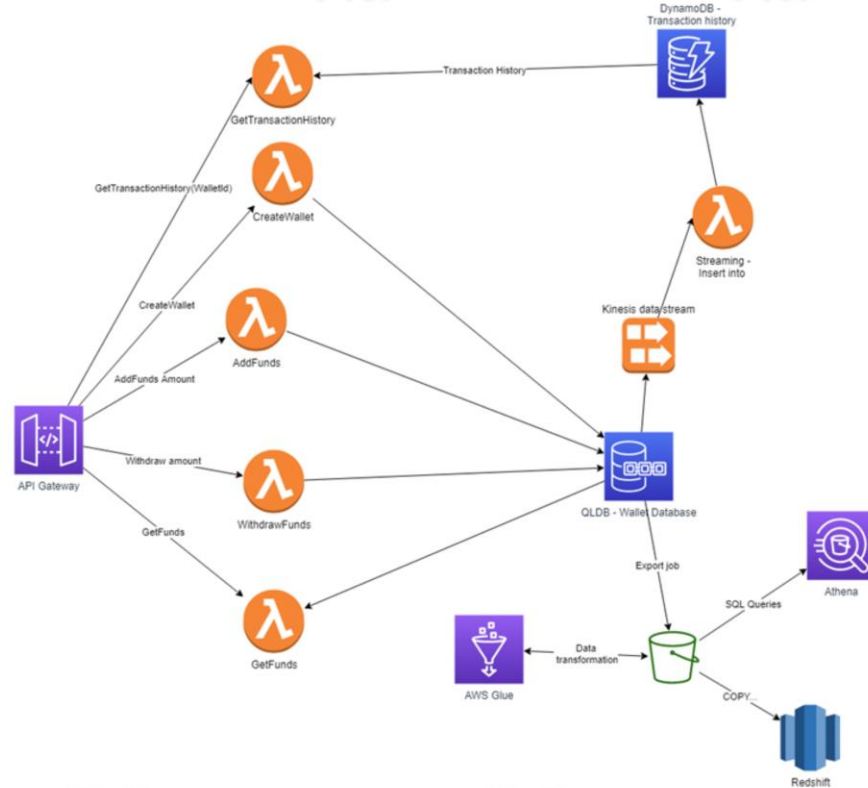 DynamoDB -
Transaction history
Transaction History
GetTransactionHistory
GetTransactionHistory(WalletId)
CreateWallet
Streaming -
Insert into
CreateWallet
Kinesis data stream
AddFunds
AddFunds Amount
Withdraw amount
API Gateway
WithdrawFunds
QLDB - Wallet Database
GetFunds
Export job
Athena
SQL Queries
Data
transformation
GetFunds
AWS Glue
COPY...
Redshift